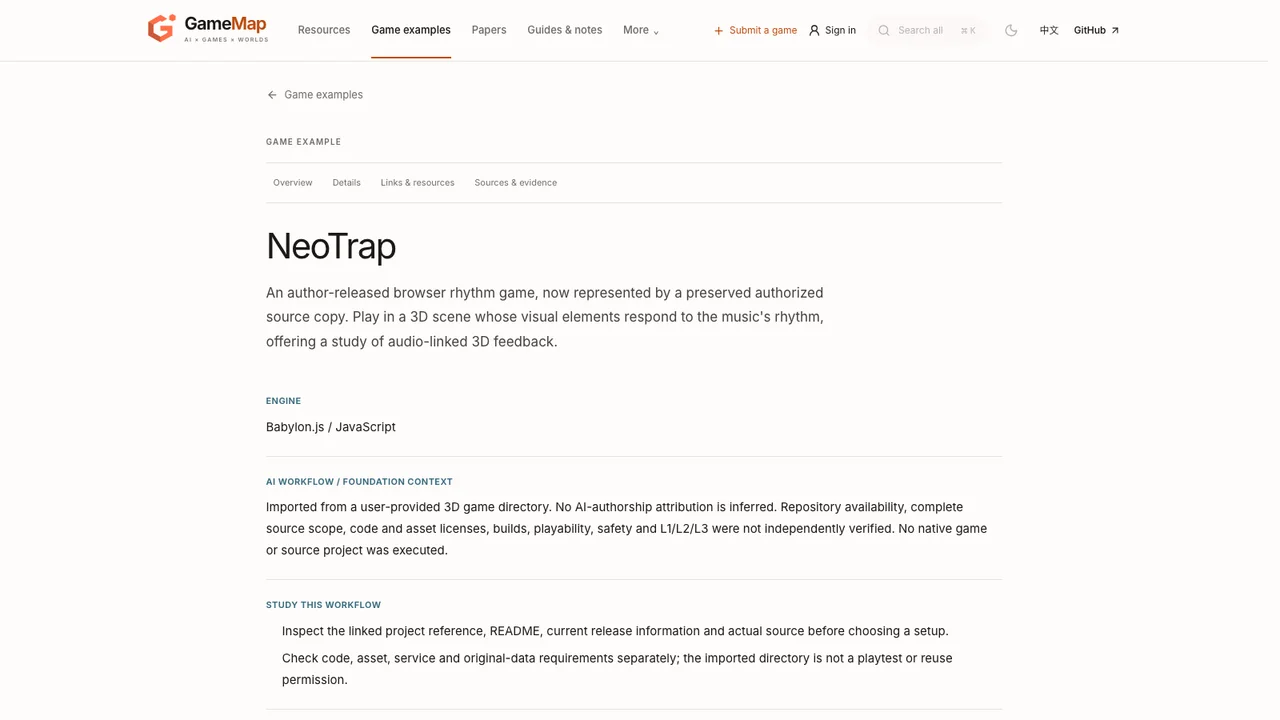 GameMap
AI × GAMES × WORLDS
Resources
Game examples
Papers
Guides & notes
More
+ Submit a game
Sign in
Search all
⌘ K
中文
GitHub ↗
← Game examples
GAME EXAMPLE
Overview
Details
Links & resources
Sources & evidence
NeoTrap
An author-released browser rhythm game, now represented by a preserved authorized
source copy. Play in a 3D scene whose visual elements respond to the music's rhythm,
offering a study of audio-linked 3D feedback.
ENGINE
Babylon.js / JavaScript
AI WORKFLOW / FOUNDATION CONTEXT
Imported from a user-provided 3D game directory. No AI-authorship attribution is inferred. Repository availability, complete
source scope, code and asset licenses, builds, playability, safety and L1/L2/L3 were not independently verified. No native game
or source project was executed.
STUDY THIS WORKFLOW
Inspect the linked project reference, README, current release information and actual source before choosing a setup.
Check code, asset, service and original-data requirements separately; the imported directory is not a playtest or reuse
permission.